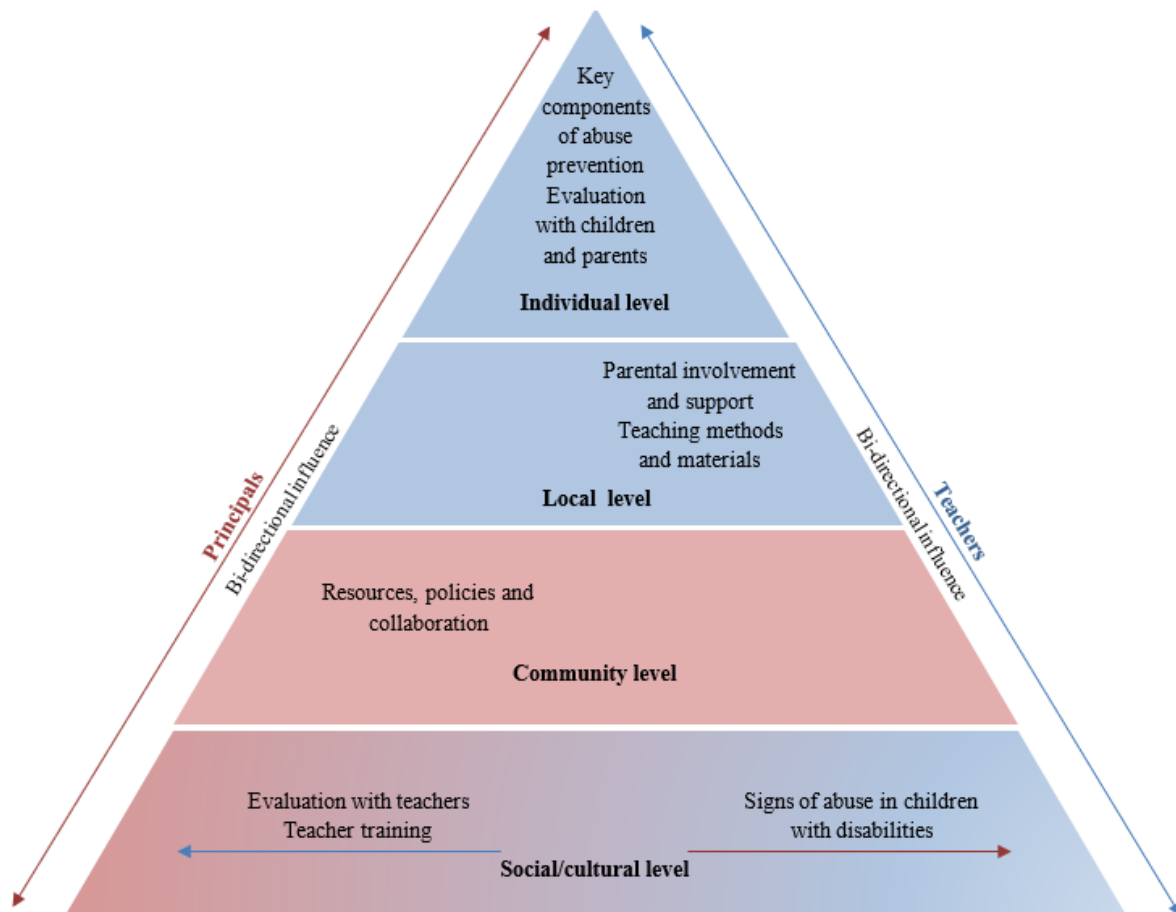 Key
components
of abuse
prevention
Evaluation
with children
and parents
Individual level
Parental involvement
and support
Teaching methods
and materials
Local level
Principals
Bi-directional influence
Bi-directional influence
Teachers
Resources, policies and
collaboration
Community level
Evaluation with teachers
Teacher training
Signs of abuse in children
with disabilities
Social/cultural level